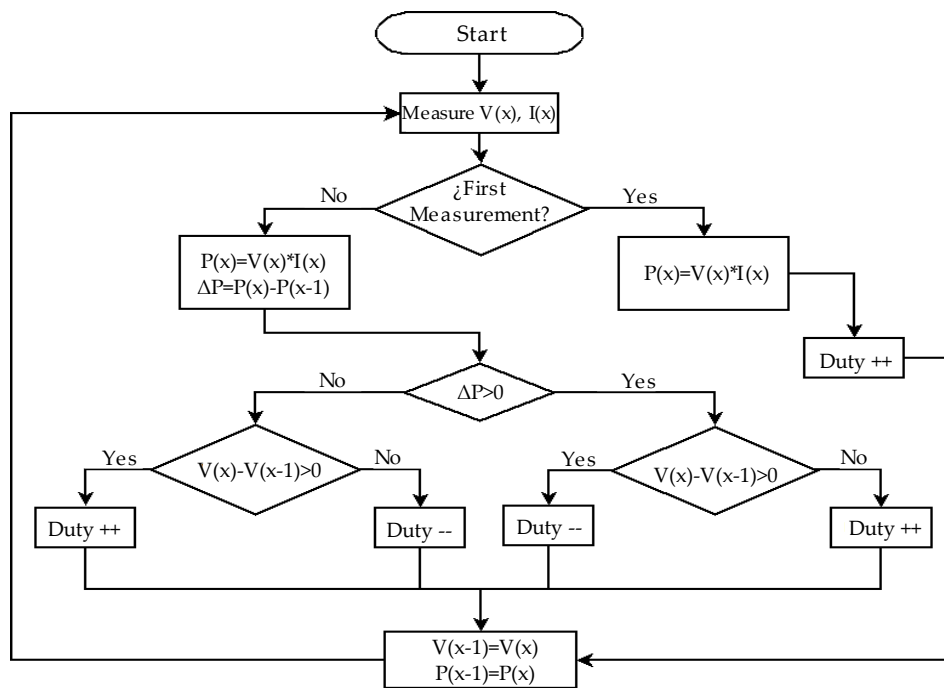 Start
Measure V(x), I(x)
¿First
Measurement?
No
Yes
P(x)=V(x)*I(x)
ΔP=P(x)-P(x-1)
P(x)=V(x)*I(x)
Duty ++
ΔP>0
No
Yes
V(x)-V(x-1)>0
Yes
No
V(x)-V(x-1)>0
Yes
No
Duty ++
Duty --
Duty --
Duty ++
V(x-1)=V(x)
P(x-1)=P(x)